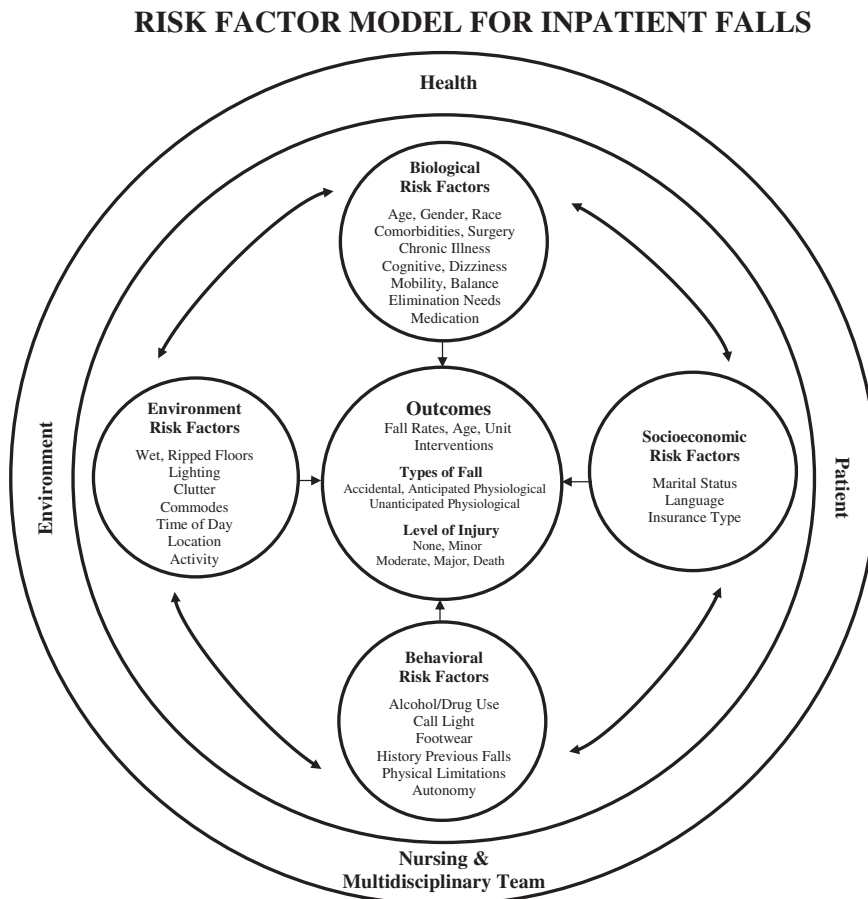 RISK FACTOR MODEL FOR INPATIENT FALLS
Health
Biological
Risk Factors
Age, Gender, Race
Comorbidities, Surgery
Chronic Illness
Cognitive, Dizziness
Mobility, Balance
Elimination Needs
Medication
Environment
Environment
Risk Factors
Wet, Ripped Floors
Lighting
Clutter
Commodes
Time of Day
Location
Activity
Outcomes
Fall Rates, Age, Unit
Interventions
Types of Fall
Accidental, Anticipated Physiological
Unanticipated Physiological
Level of Injury
None, Minor
Moderate, Major, Death
Socioeconomic
Risk Factors
Marital Status
Language
Insurance Type
Patient
Behavioral
Risk Factors
Alcohol/Drug Use
Call Light
Footwear
History Previous Falls
Physical Limitations
Autonomy
Nursing &
Multidisciplinary Team